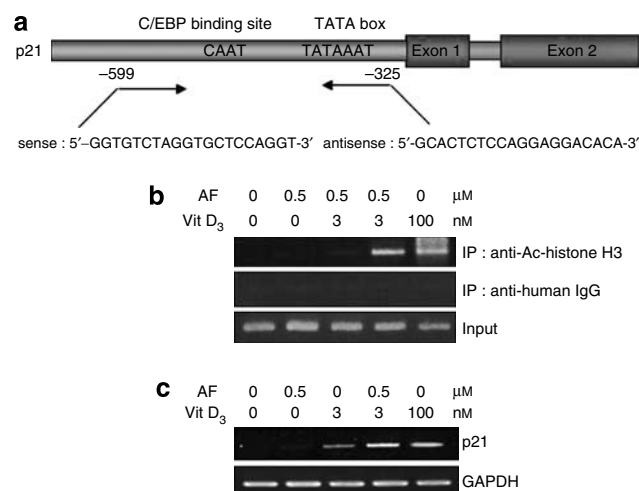 a
C/EBP binding site TATA box
p21 CAAT TATAAAT Exon 1 Exon 2
–599 –325
sense : 5′–GGTGTCTAGGTGCTCCAGGT-3′ antisense : 5′-GCACTCTCCAGGAGGACACA-3′
b
AF 0 0.5 0.5 0.5 0 μM
Vit D3 0 0 3 3 100 nM
IP : anti-Ac-histone H3
IP : anti-human IgG
Input
c
AF 0 0.5 0 0.5 0 μM
Vit D3 0 0 3 3 100 nM
p21
GAPDH